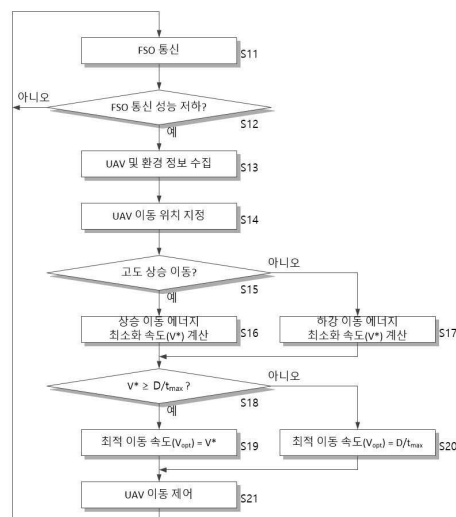 FSO 통신
S11
아니오
FSO 통신 성능 저하?
S12
예
UAV 및 환경 정보 수집
S13
UAV 이동 위치 지정
S14
고도 상승 이동?
아니오
S15
예
상승 이동 에너지
최소화 속도(V*) 계산
S16
하강 이동 에너지
최소화 속도(V*) 계산
S17
V* ≥ D/tmax ?
아니오
S18
예
최적 이동 속도(Vopt) = V*
S19
최적 이동 속도(Vopt) = D/tmax
S20
UAV 이동 제어
S21